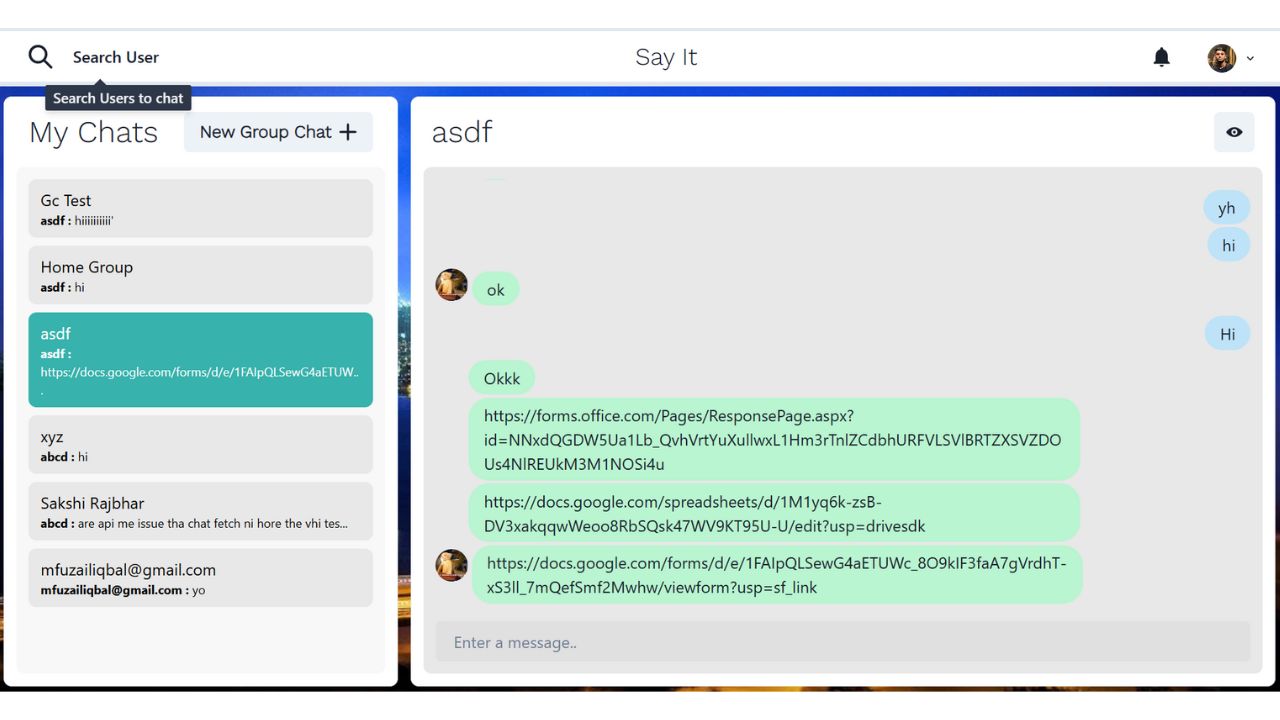 Search User
Say It
Search Users to chat
My Chats
New Group Chat +
asdf
Gc Test
asdf : hiiiiiiiiii'
Home Group
asdf : hi
asdf
asdf :
https://docs.google.com/forms/d/e/1FAIpQLSewG4aETUW..
.
xyz
abcd : hi
Sakshi Rajbhar
abcd : are api me issue tha chat fetch ni hore the vhi tes...
mfuzailiqbal@gmail.com
mfuzailiqbal@gmail.com : yo
yh
hi
ok
Hi
Okkk
https://forms.office.com/Pages/ResponsePage.aspx?
id=NNxdQGDW5Ua1Lb_QvhVrtYuXullwxL1Hm3rTnlZCdbhURFVLSVlBRTZXSVZDO
Us4NlREUkM3M1NOSi4u
https://docs.google.com/spreadsheets/d/1M1yq6k-zsB-
DV3xakqqwWeoo8RbSQsk47WV9KT95U-U/edit?usp=drivesdk
https://docs.google.com/forms/d/e/1FAIpQLSewG4aETUWc_8O9kIF3faA7gVrdhT-
xS3ll_7mQefSmf2Mwhw/viewform?usp=sf_link
Enter a message..